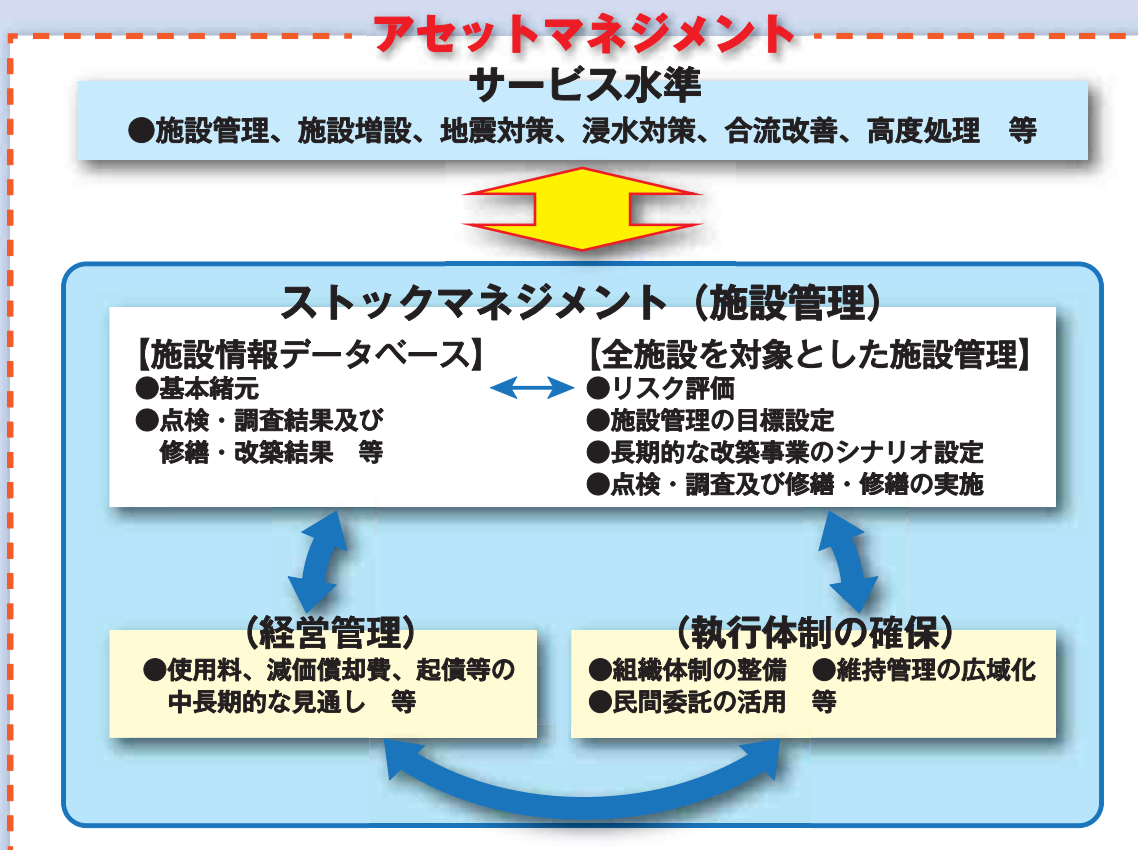 アセットマネジメント
サービス水準
●施設管理、施設増設、地震対策、浸水対策、合流改善、高度処理　等
ストックマネジメント（施設管理）
【施設情報データベース】
●基本緒元
●点検・調査結果及び
修繕・改築結果　等
【全施設を対象とした施設管理】
●リスク評価
●施設管理の目標設定
●長期的な改築事業のシナリオ設定
●点検・調査及び修繕・修繕の実施
（経営管理）
●使用料、減価償却費、起債等の
中長期的な見通し　等
（執行体制の確保）
●組織体制の整備　●維持管理の広域化
●民間委託の活用　等